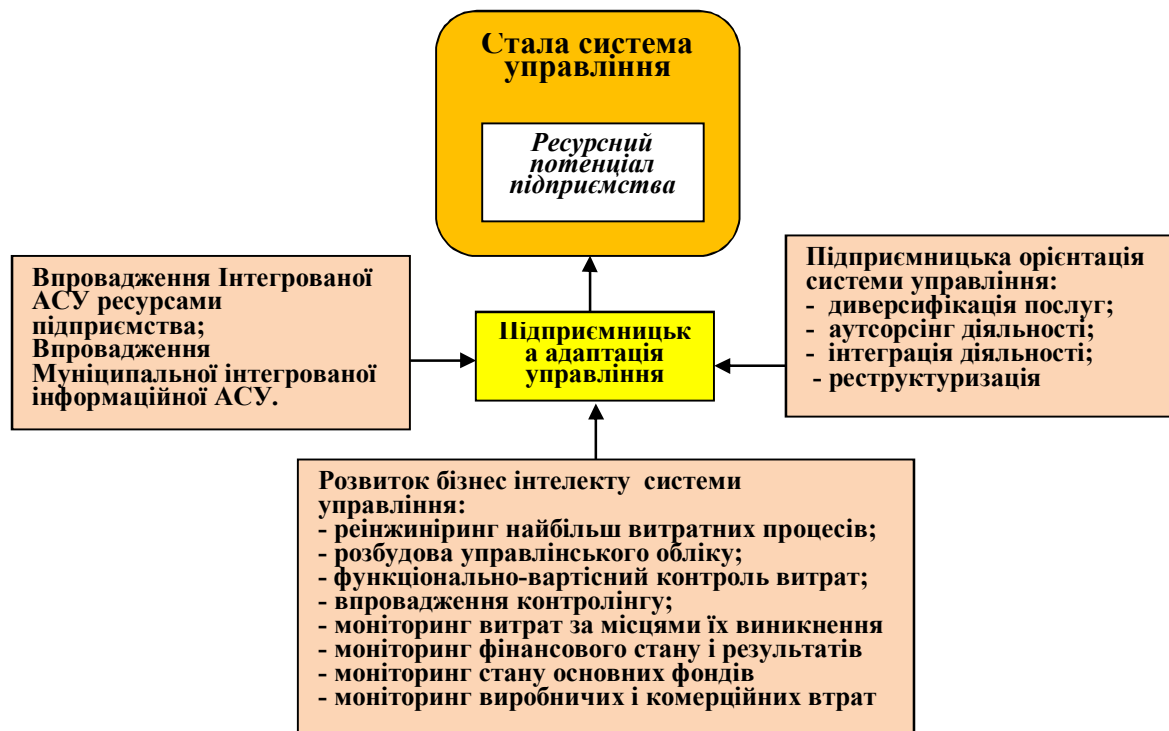 Стала система
управління
Ресурсний
потенціал
підприємства
Впровадження Інтегрованої
АСУ ресурсами
підприємства;
Впровадження
Муніципальної інтегрованої
інформаційної АСУ.
Підприємницьк
а адаптація
управління
Підприємницька орієнтація
системи управління:
- диверсифікація послуг;
- аутсорсінг діяльності;
- інтеграція діяльності;
- реструктуризація
Розвиток бізнес інтелекту системи
управління:
- реінжиніринг найбільш витратних процесів;
- розбудова управлінського обліку;
- функціонально-вартісний контроль витрат;
- впровадження контролінгу;
- моніторинг витрат за місцями їх виникнення
- моніторинг фінансового стану і результатів
- моніторинг стану основних фондів
- моніторинг виробничих і комерційних втрат